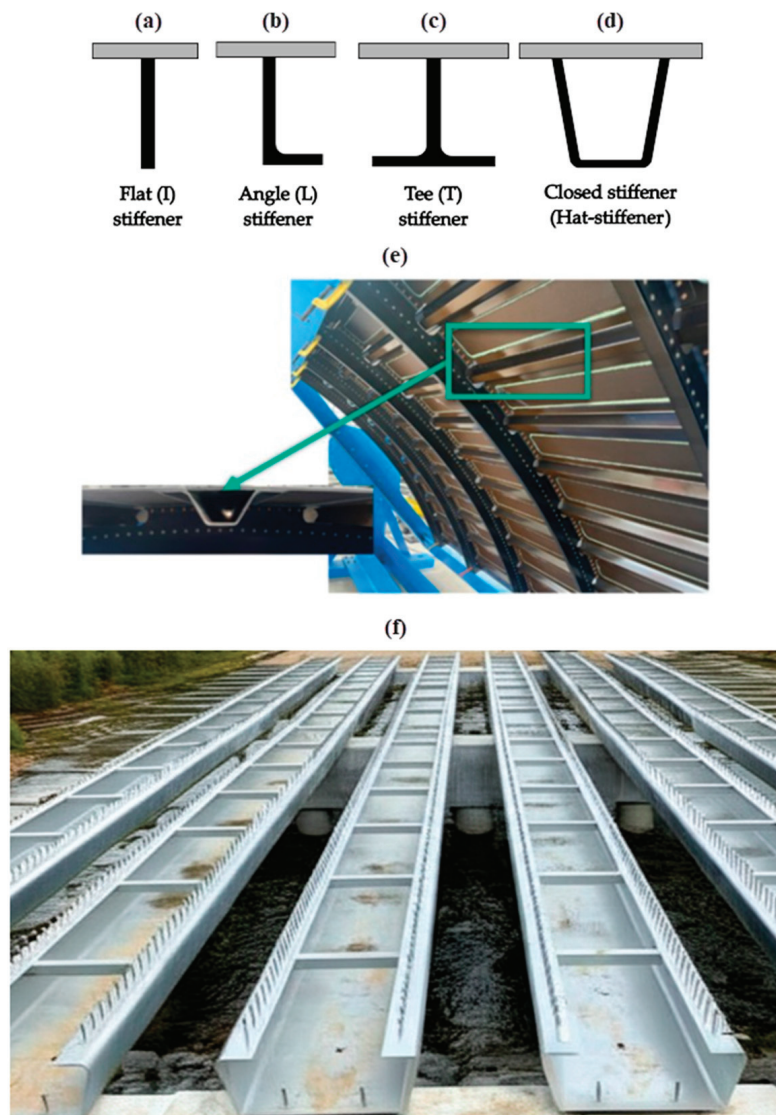 (a) (b) (c) (d)
Flat (I) Angle (L) Tee (T) Closed stiffener
stiffener stiffener stiffener (Hat-stiffener)
(e)
(f)